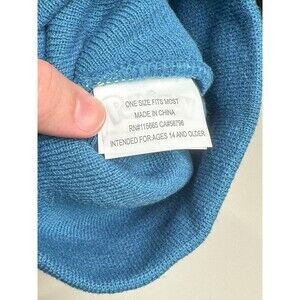 ONE SIZE FITS MOST
MADE IN CHINA
RN#115685 CA#58796
INTENDED FOR AGES 14 AND OLDER